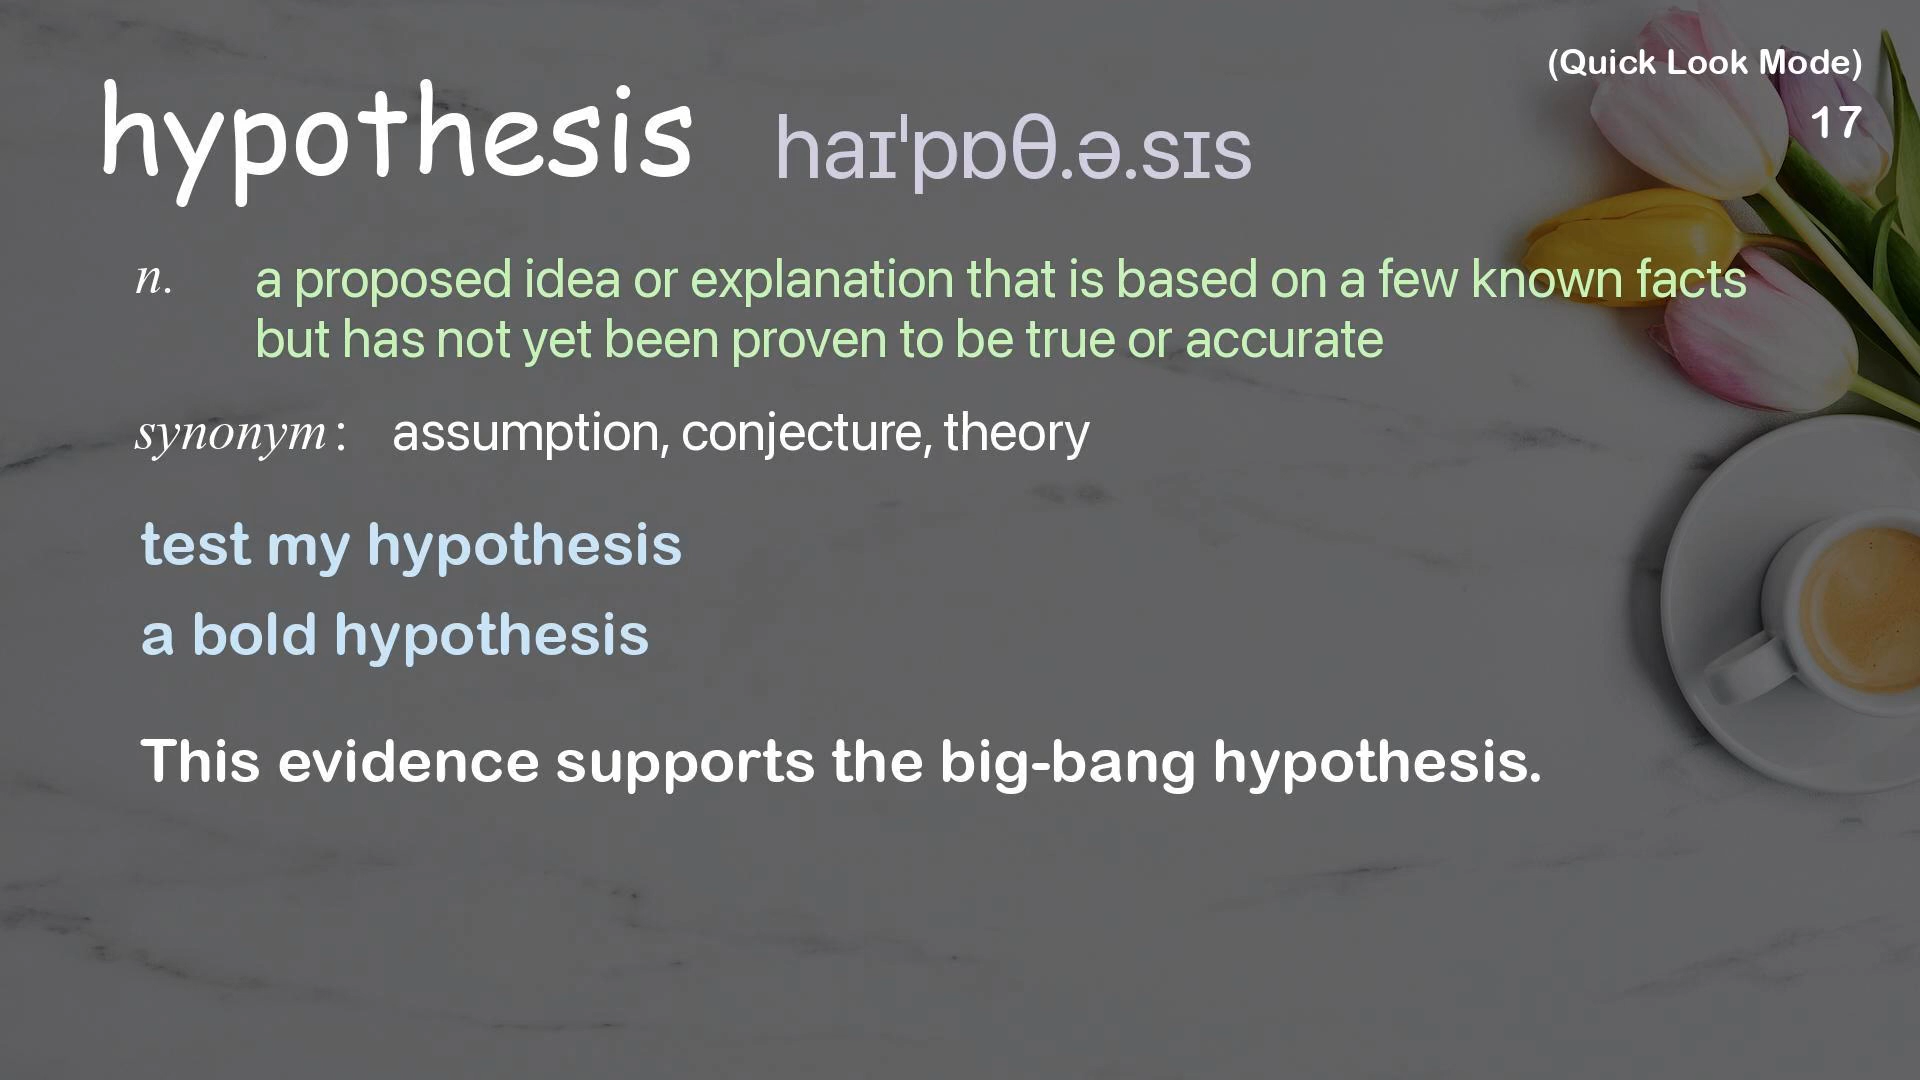 (Quick Look Mode)
17
hypothesis haɪˈpɒθ.ə.sɪs
n. a proposed idea or explanation that is based on a few known facts
but has not yet been proven to be true or accurate
synonym: assumption, conjecture, theory
test my hypothesis
a bold hypothesis
This evidence supports the big-bang hypothesis.